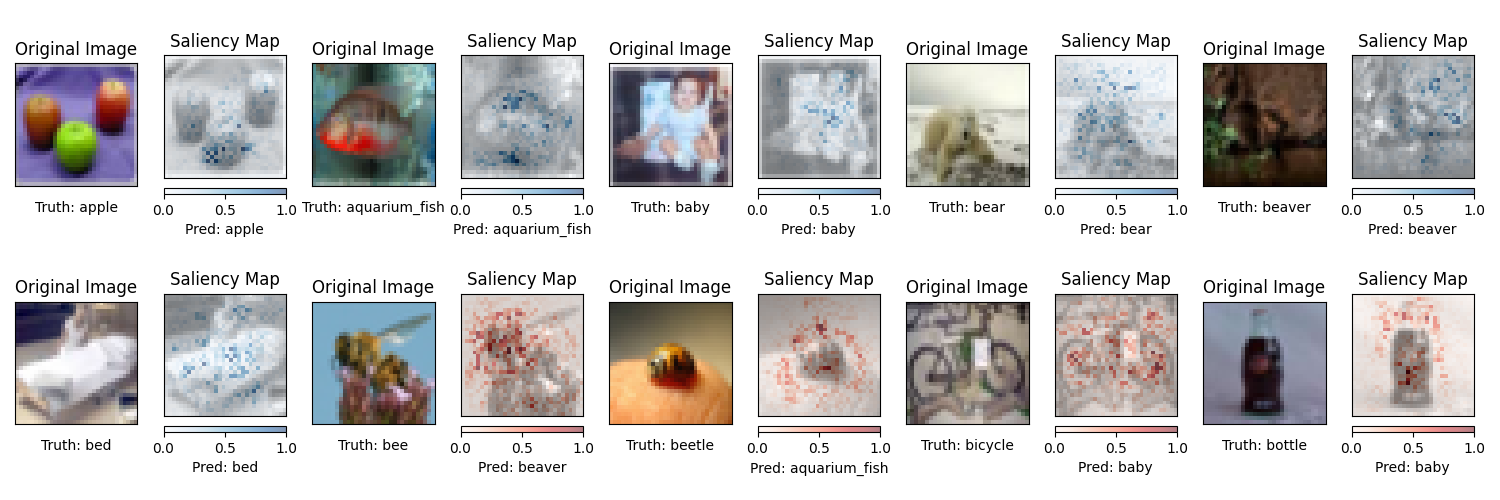 Original Image Saliency Map Original Image Saliency Map Original Image Saliency Map Original Image Saliency Map Original Image Saliency Map
Truth: apple 0.0 0.5 1.0 Truth: aquarium_fish 0.0 0.5 1.0 Truth: baby 0.0 0.5 1.0 Truth: bear 0.0 0.5 1.0 Truth: beaver 0.0 0.5 1.0
Pred: apple Pred: aquarium_fish Pred: baby Pred: bear Pred: beaver
Original Image Saliency Map Original Image Saliency Map Original Image Saliency Map Original Image Saliency Map Original Image Saliency Map
Truth: bed 0.0 0.5 1.0 Truth: bee 0.0 0.5 1.0 Truth: beetle 0.0 0.5 1.0 Truth: bicycle 0.0 0.5 1.0 Truth: bottle 0.0 0.5 1.0
Pred: bed Pred: beaver Pred: aquarium_fish Pred: baby Pred: baby